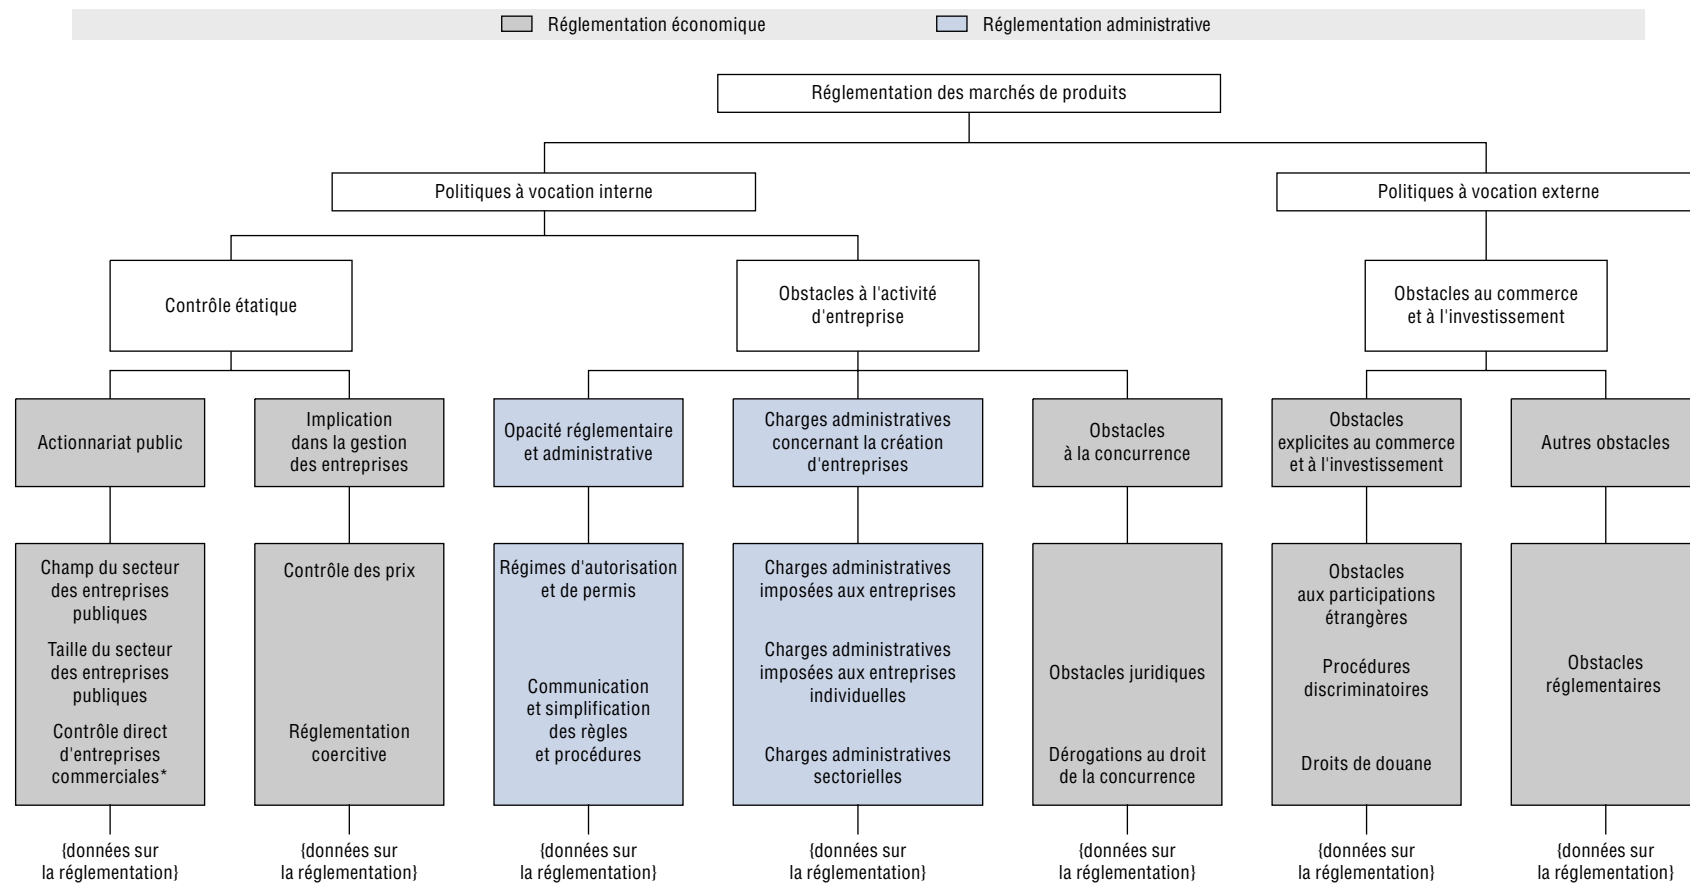 Réglementation économique
Réglementation administrative
Réglementation des marchés de produits
Politiques à vocation interne
Politiques à vocation externe
Contrôle étatique
Obstacles à l'activité
d'entreprise
Obstacles au commerce
et à l'investissement
Actionnariat public
Implication
dans la gestion
des entreprises
Opacité réglementaire
et administrative
Charges administratives
concernant la création
d'entreprises
Obstacles
à la concurrence
Obstacles
explicites au commerce
et à l'investissement
Autres obstacles
Champ du secteur
des entreprises
publiques
Taille du secteur
des entreprises
publiques
Contrôle direct
d'entreprises
commerciales*
Contrôle des prix
Réglementation
coercitive
Régimes d'autorisation
et de permis
Communication
et simplification
des règles
et procédures
Charges administratives
imposées aux entreprises
Charges administratives
imposées aux entreprises
individuelles
Charges administratives
sectorielles
Obstacles juridiques
Dérogations au droit
de la concurrence
Obstacles
aux participations
étrangères
Procédures
discriminatoires
Droits de douane
Obstacles
réglementaires
{données sur
la réglementation}
{données sur
la réglementation}
{données sur
la réglementation}
{données sur
la réglementation}
{données sur
la réglementation}
{données sur
la réglementation}
{données sur
la réglementation}